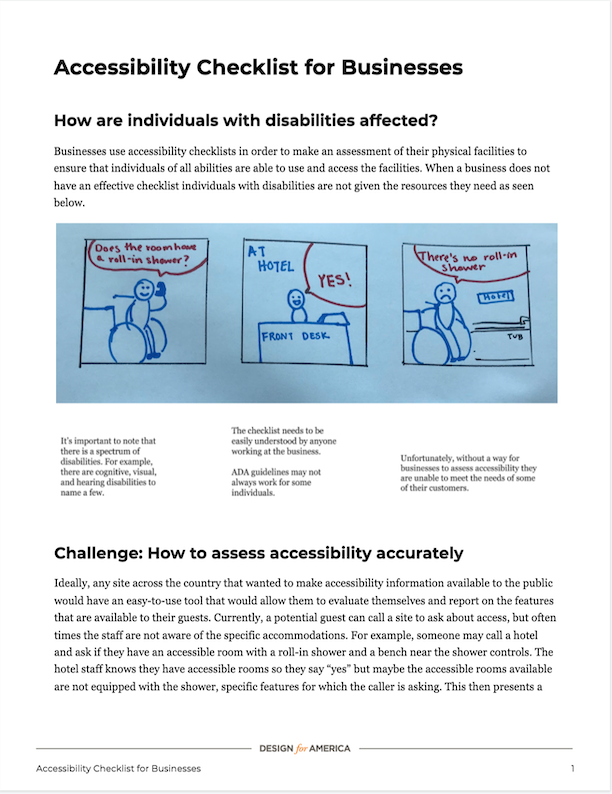 Accessibility Checklist for Businesses
How are individuals with disabilities affected?
Businesses use accessibility checklists in order to make an assessment of their physical facilities to
ensure that individuals of all abilities are able to use and access the facilities. When a business does not
have an effective checklist individuals with disabilities are not given the resources they need as seen
below.
Does the room have
a roll-in shower?
AT
HOTEL
YES!
FRONT DESK
There's no roll-in
shower
Hotel
TUB
It's important to note that
there is a spectrum of
disabilities. For example,
there are cognitive, visual,
and hearing disabilities to
name a few.
The checklist needs to be
easily understood by anyone
working at the business.
ADA guidelines may not
always work for some
individuals.
Unfortunately, without a way for
businesses to assess accessibility they
are unable to meet the needs of some
of their customers.
Challenge: How to assess accessibility accurately
Ideally, any site across the country that wanted to make accessibility information available to the public
would have an easy-to-use tool that would allow them to evaluate themselves and report on the features
that are available to their guests. Currently, a potential guest can call a site to ask about access, but often
times the staff are not aware of the specific accommodations. For example, someone may call a hotel
and ask if they have an accessible room with a roll-in shower and a bench near the shower controls. The
hotel staff knows they have accessible rooms so they say “yes” but maybe the accessible rooms available
are not equipped with the shower, specific features for which the caller is asking. This then presents a
DESIGN for AMERICA
Accessibility Checklist for Businesses 1